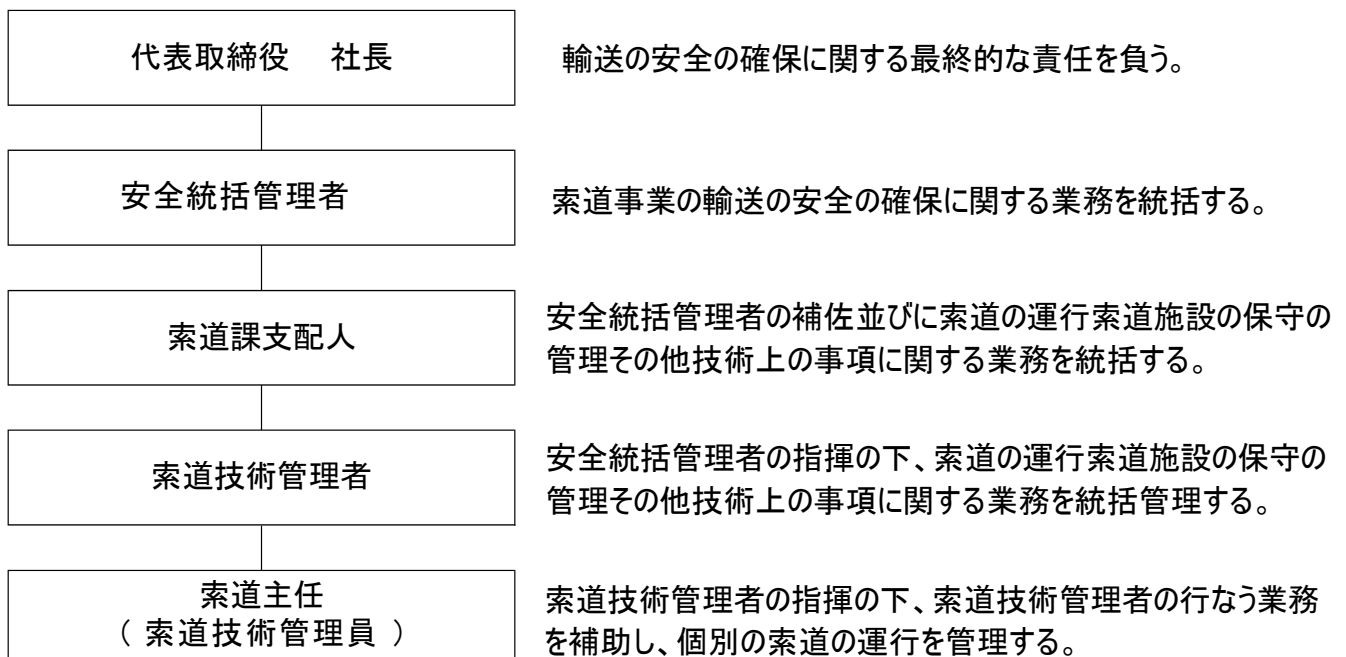 代表取締役 社長
輸送の安全の確保に関する最終的な責任を負う。
安全統括管理者
索道事業の輸送の安全の確保に関する業務を統括する。
索道課支配人
安全統括管理者の補佐並びに索道の運行索道施設の保守の
管理その他技術上の事項に関する業務を統括する。
索道技術管理者
安全統括管理者の指揮の下、索道の運行索道施設の保守の
管理その他技術上の事項に関する業務を統括管理する。
索道主任
( 索道技術管理員 )
索道技術管理者の指揮の下、索道技術管理者の行なう業務
を補助し、個別の索道の運行を管理する。